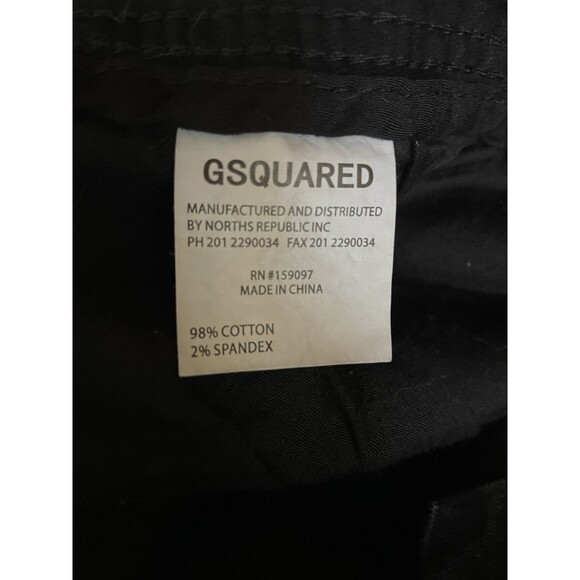 GSQUARED
MANUFACTURED AND DISTRIBUTED
BY NORTHS REPUBLIC INC
PH 201 2290034 FAX 201 2290034
RN #159097
MADE IN CHINA
98% COTTON
2% SPANDEX